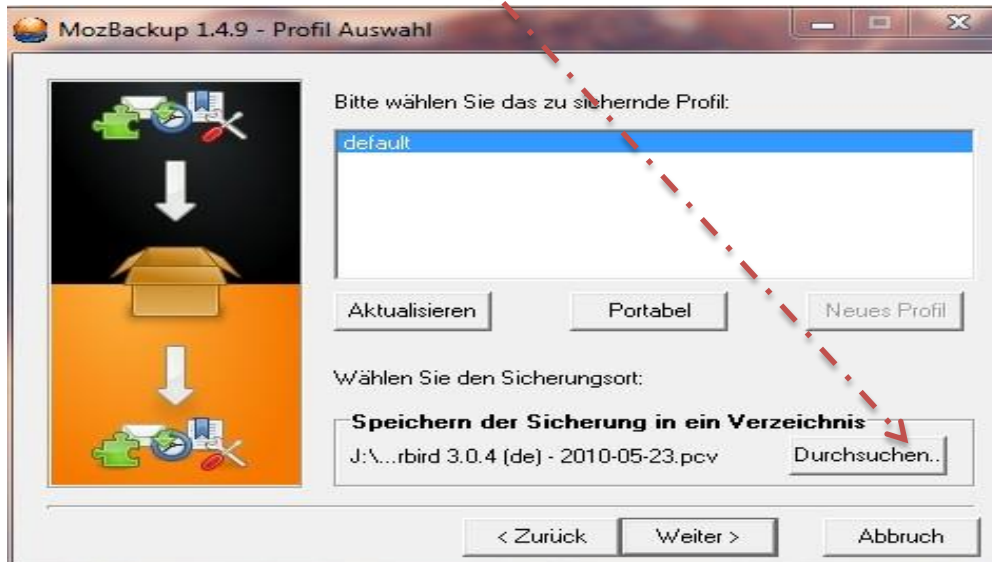 MozBackup 1.4.9 - Profil Auswahl
Bitte wählen Sie das zu sichernde Profil:
default
Aktualisieren
Portabel
Neues Profil
Wählen Sie den Sicherungsort:
Speichern der Sicherung in ein Verzeichnis
J:\...rbird 3.0.4 (de) - 2010-05-23.pcv
Durchsuchen..
< Zurück
Weiter >
Abbruch